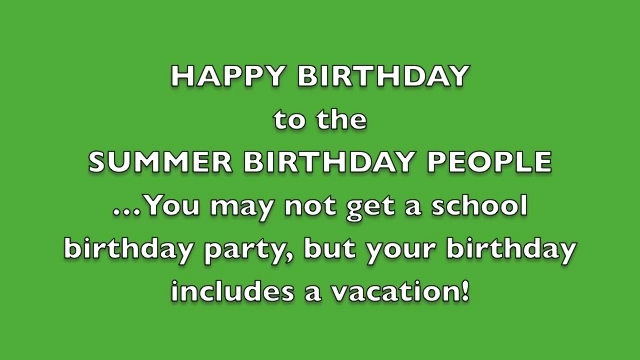 HAPPY BIRTHDAY
to the
SUMMER BIRTHDAY PEOPLE
...You may not get a school
birthday party, but your birthday
includes a vacation!